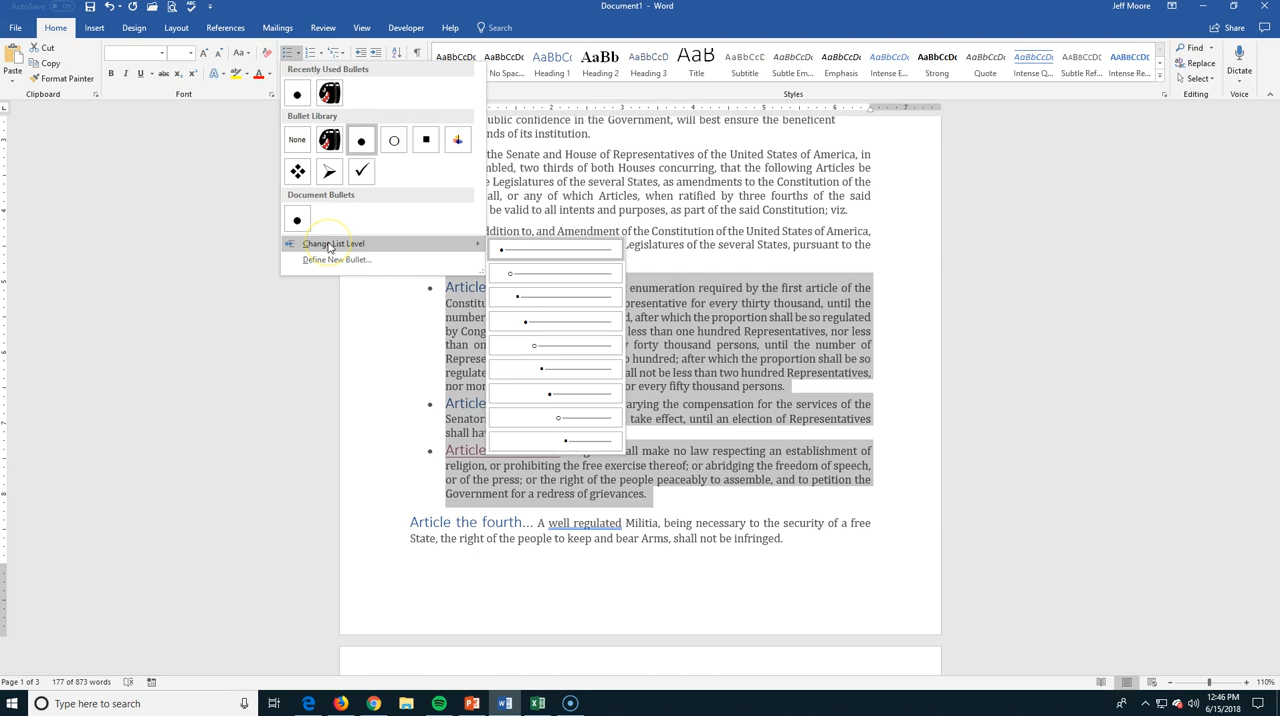 AutoSave Off
Document1 - Word
Jeff Moore
File Home Insert Design Layout References Mailings Review View Developer Help Search Share
Cut
Copy
Format Painter
Paste
Clipboard
Font
AaBbCcDc AaBbCcDc AaBbCcD AaBb AaBbCcD AaB AaBbCcD AaBbCcDc AaBbCcDc AaBbCcDc AaBbCcDc AaBbCcDc AaBbCcDc AaBbCcDc AaBbCcDd
No Spac... Heading 1 Heading 2 Heading 3 Title Subtitle Subtle Em... Emphasis Intense E... Strong Quote Intense Q... Subtle Ref... Intense Re...
Styles
Find
Replace
Select
Editing
Dictate
Voice
Recently Used Bullets
Bullet Library
None
Document Bullets
Change List Level
Define New Bullet...
1 2 3 4 5 6 7
ublic confidence in the Government, will best ensure the beneficent
nds of its institution.
the Senate and House of Representatives of the United States of America, in
mbled, two thirds of both Houses concurring, that the following Articles be
e Legislatures of the several States, as amendments to the Constitution of the
all, or any of which Articles, when ratified by three fourths of the said
be valid to all intents and purposes, as part of the said Constitution; viz.
ddition to, and Amendment of the Constitution of the United States of America,
Legislatures of the several States, pursuant to the
Article enumeration required by the first article of the
Constitu presentative for every thirty thousand, until the
number d, after which the proportion shall be so regulated
by Cong less than one hundred Representatives, nor less
than on y forty thousand persons, until the number of
Represe o hundred; after which the proportion shall be so
regulate all not be less than two hundred Representatives,
nor mor or every fifty thousand persons.
Article arying the compensation for the services of the
Senator take effect, until an election of Representatives
shall hav
Article all make no law respecting an establishment of
religion, or prohibiting the free exercise thereof; or abridging the freedom of speech,
or of the press; or the right of the people peaceably to assemble, and to petition the
Government for a redress of grievances.
Article the fourth... A well regulated Militia, being necessary to the security of a free
State, the right of the people to keep and bear Arms, shall not be infringed.
Page 1 of 3 177 of 873 words
110%
Type here to search
12:46 PM
6/15/2018